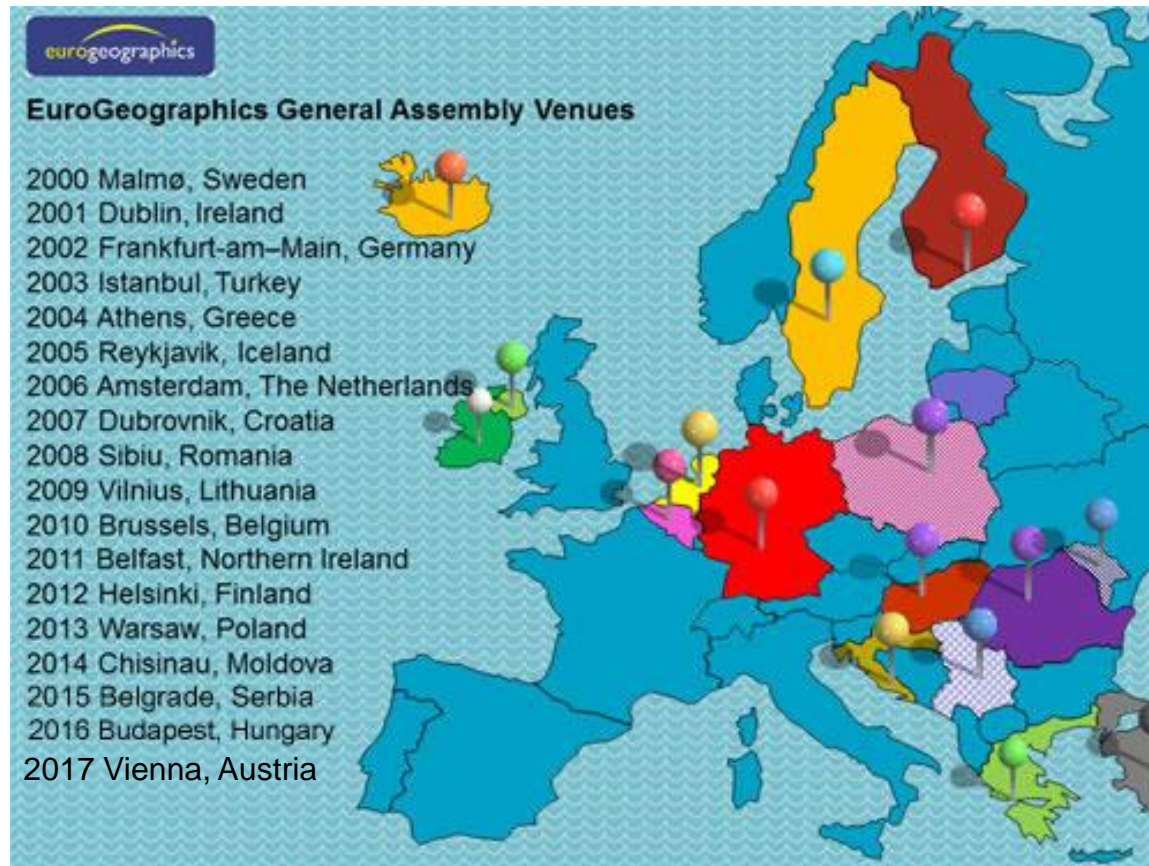 eurogeographics
EuroGeographics General Assembly Venues
2000 Malmø, Sweden
2001 Dublin, Ireland
2002 Frankfurt-am–Main, Germany
2003 Istanbul, Turkey
2004 Athens, Greece
2005 Reykjavik, Iceland
2006 Amsterdam, The Netherlands
2007 Dubrovnik, Croatia
2008 Sibiu, Romania
2009 Vilnius, Lithuania
2010 Brussels, Belgium
2011 Belfast, Northern Ireland
2012 Helsinki, Finland
2013 Warsaw, Poland
2014 Chisinau, Moldova
2015 Belgrade, Serbia
2016 Budapest, Hungary
2017 Vienna, Austria